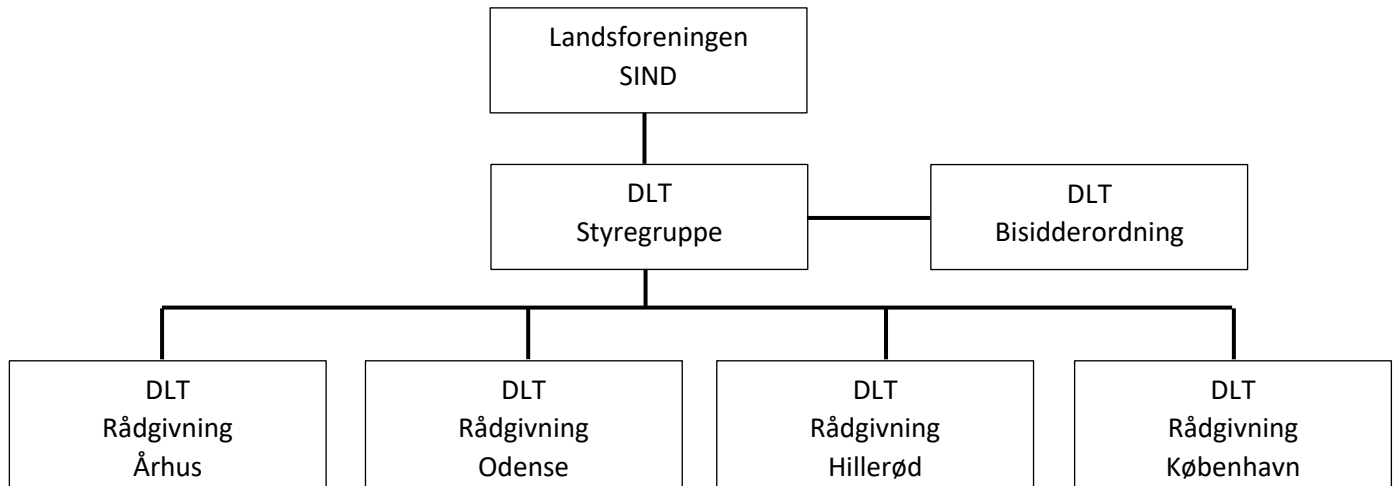 Landsforeningen
SIND
DLT
Styregruppe
DLT
Bisidderordning
DLT
Rådgivning
Århus
DLT
Rådgivning
Odense
DLT
Rådgivning
Hillerød
DLT
Rådgivning
København